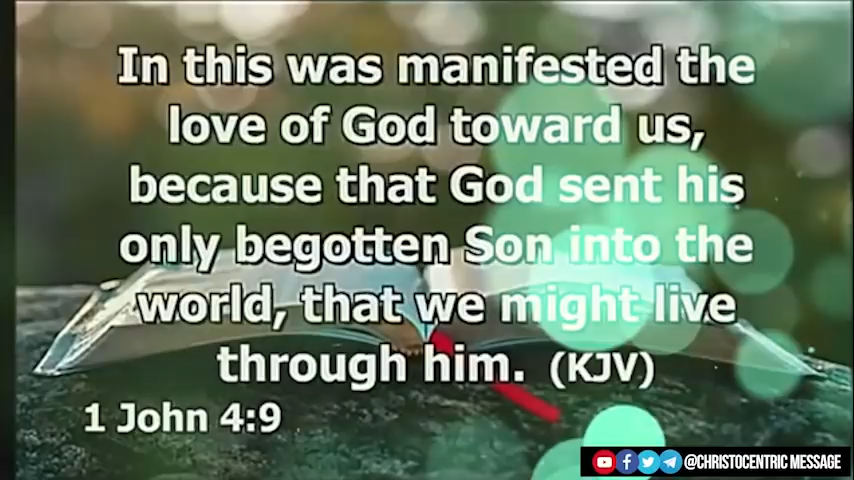 In this was manifested the
love of God toward us,
because that God sent his
only begotten Son into the
world, that we might live
through him. (KJV)
1 John 4:9
@CHRISTOCENTRIC MESSAGE